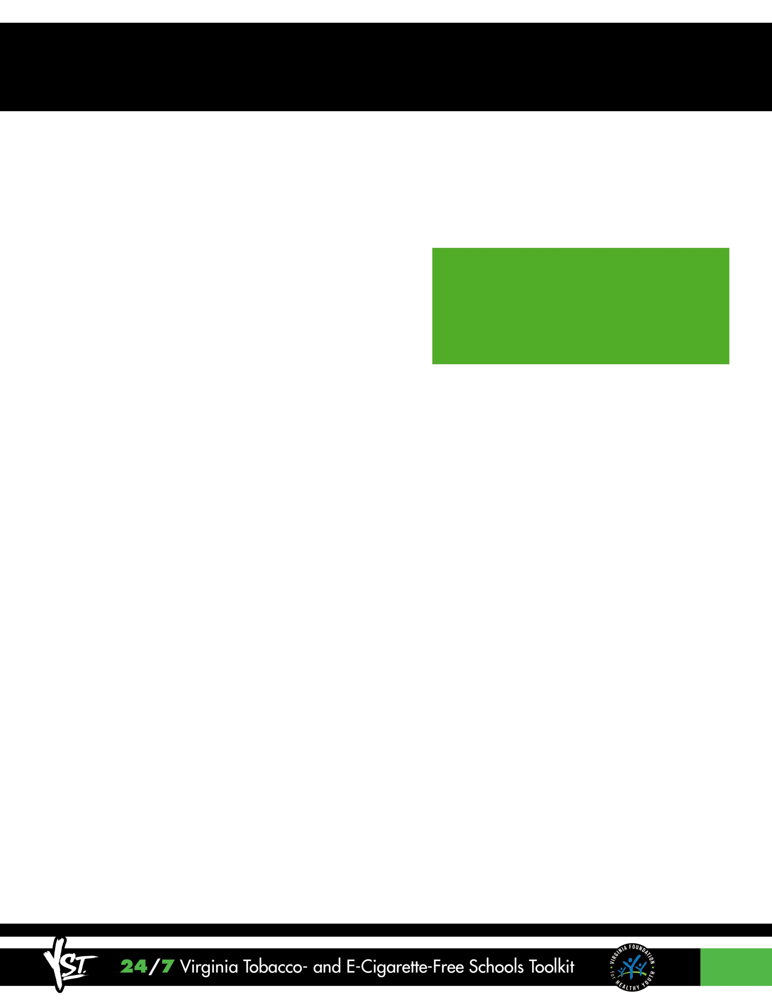 YST.
24/7 Virginia Tobacco- and E-Cigarette-Free Schools Toolkit
VIRGINIA FOUNDATION
for
HEALTHY YOUTH